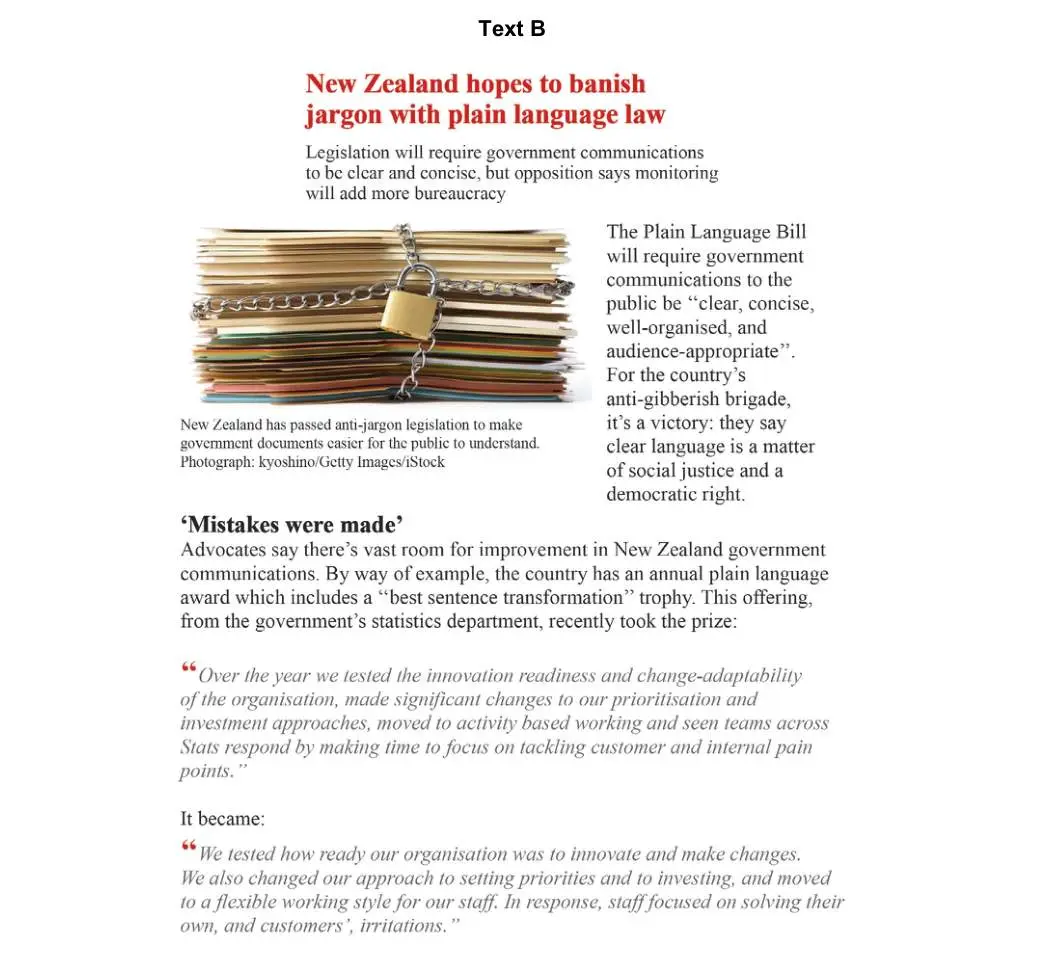 Text B
New Zealand hopes to banish
jargon with plain language law
Legislation will require government communications
to be clear and concise, but opposition says monitoring
will add more bureaucracy
The Plain Language Bill
will require government
communications to the
public be “clear, concise,
well-organised, and
audience-appropriate”.
For the country’s
anti-gibberish brigade,
it’s a victory: they say
clear language is a matter
of social justice and a
democratic right.
New Zealand has passed anti-jargon legislation to make
government documents easier for the public to understand.
Photograph: kyoshino/Getty Images/iStock
‘Mistakes were made’
Advocates say there’s vast room for improvement in New Zealand government
communications. By way of example, the country has an annual plain language
award which includes a “best sentence transformation” trophy. This offering,
from the government’s statistics department, recently took the prize:
“Over the year we tested the innovation readiness and change-adaptability
of the organisation, made significant changes to our prioritisation and
investment approaches, moved to activity based working and seen teams across
Stats respond by making time to focus on tackling customer and internal pain
points.”
It became:
“We tested how ready our organisation was to innovate and make changes.
We also changed our approach to setting priorities and to investing, and moved
to a flexible working style for our staff. In response, staff focused on solving their
own, and customers’, irritations.”